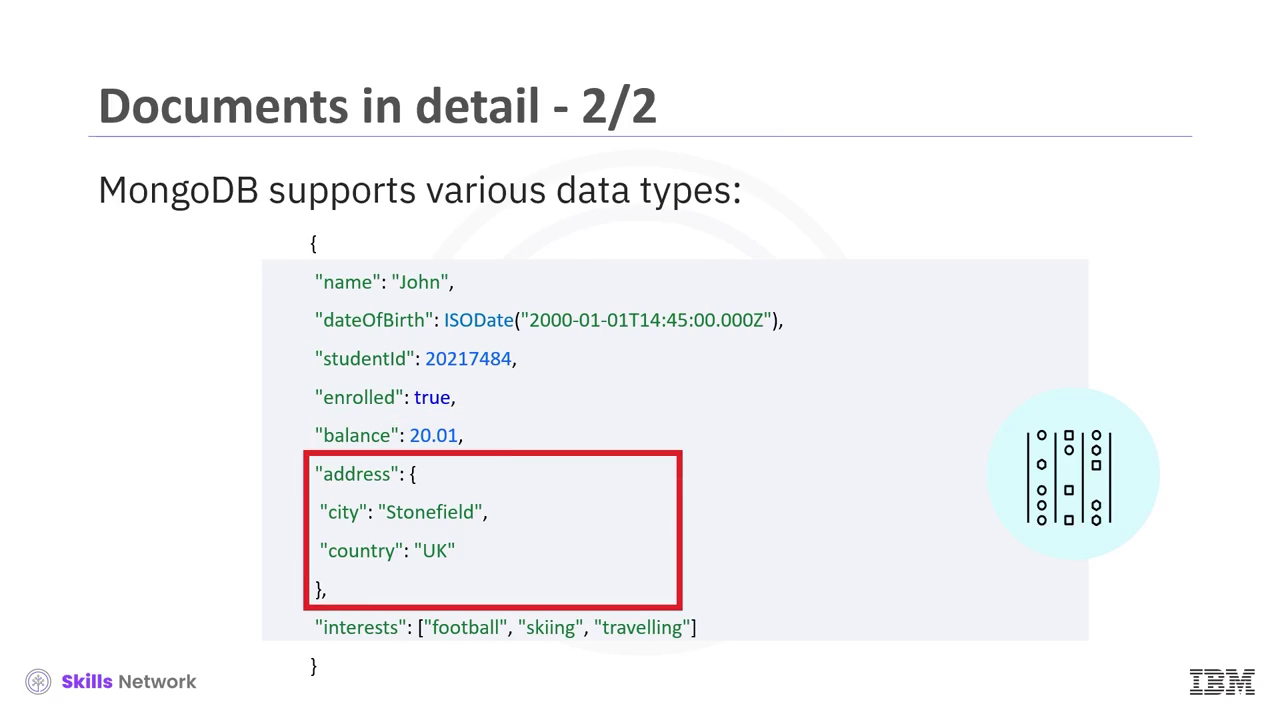 Documents in detail - 2/2
MongoDB supports various data types:
{
"name": "John",
"dateOfBirth": ISODate("2000-01-01T14:45:00.000Z"),
"studentId": 20217484,
"enrolled": true,
"balance": 20.01,
"address": {
"city": "Stonefield",
"country": "UK"
},
"interests": ["football", "skiing", "travelling"]
}
Skills Network
IBM